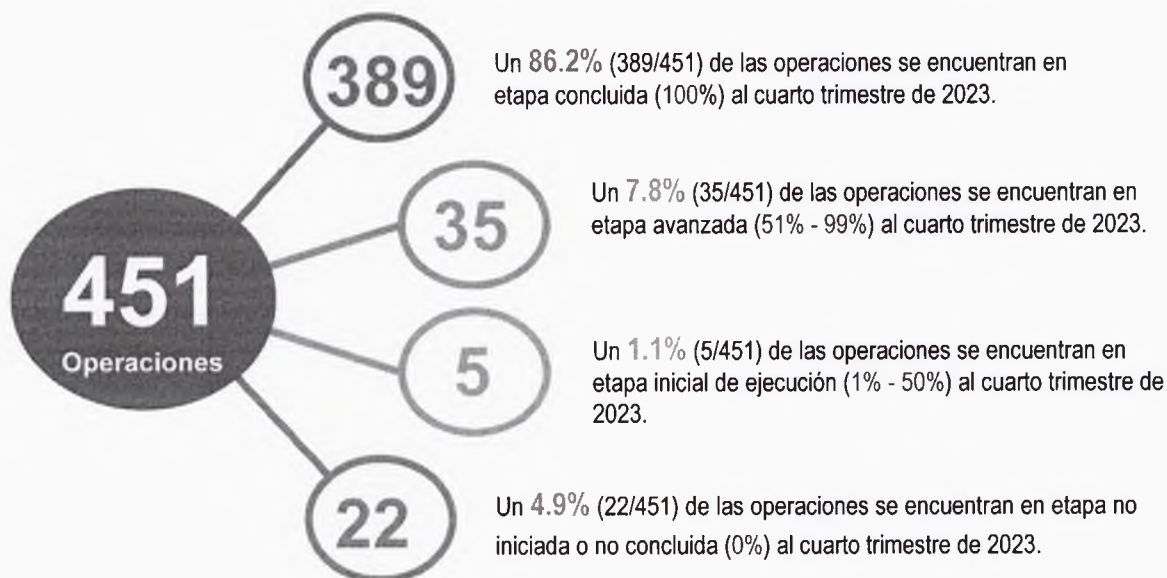 389
Un 86.2% (389/451) de las operaciones se encuentran en
etapa concluida (100%) al cuarto trimestre de 2023.
35
Un 7.8% (35/451) de las operaciones se encuentran en
etapa avanzada (51% - 99%) al cuarto trimestre de 2023.
451
Operaciones
5
Un 1.1% (5/451) de las operaciones se encuentran en
etapa inicial de ejecución (1% - 50%) al cuarto trimestre de
2023.
22
Un 4.9% (22/451) de las operaciones se encuentran en etapa no
iniciada o no concluida (0%) al cuarto trimestre de 2023.